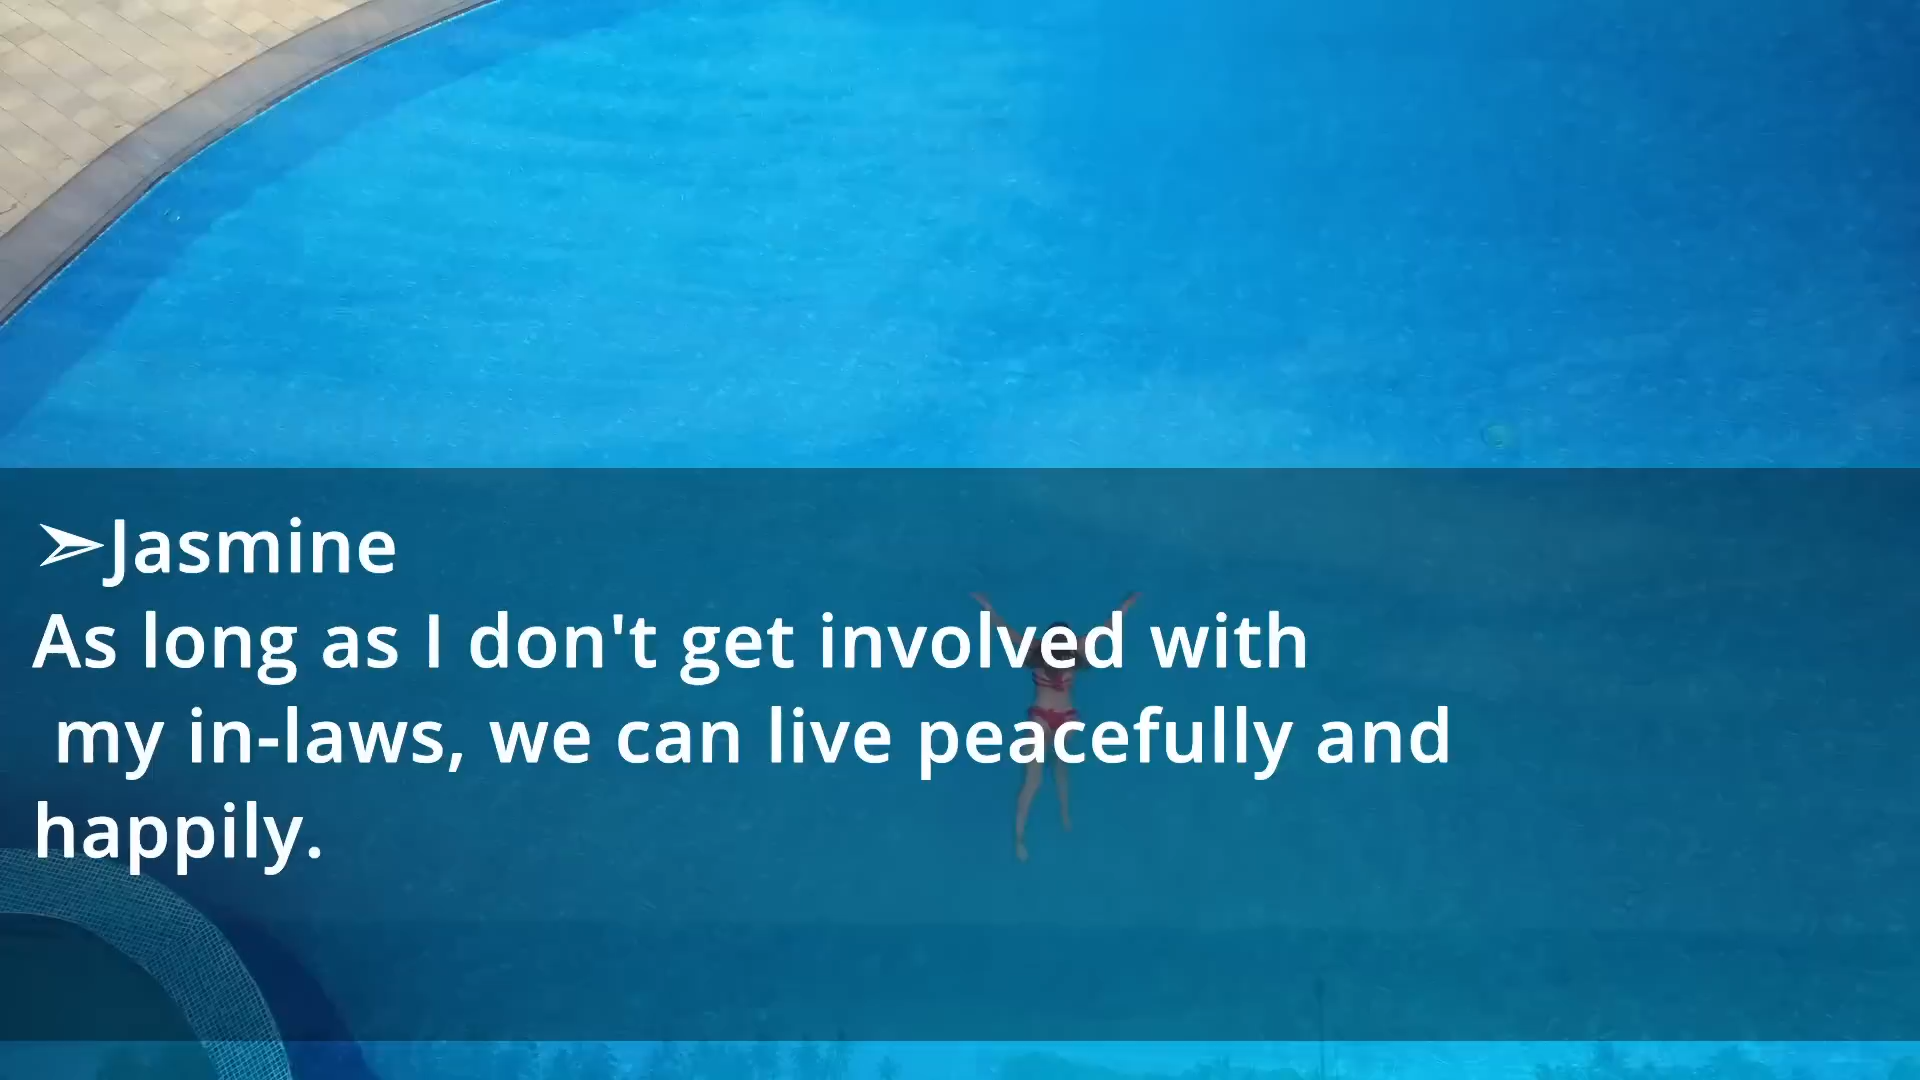 ➣Jasmine
As long as I don't get involved with
my in-laws, we can live peacefully and
happily.